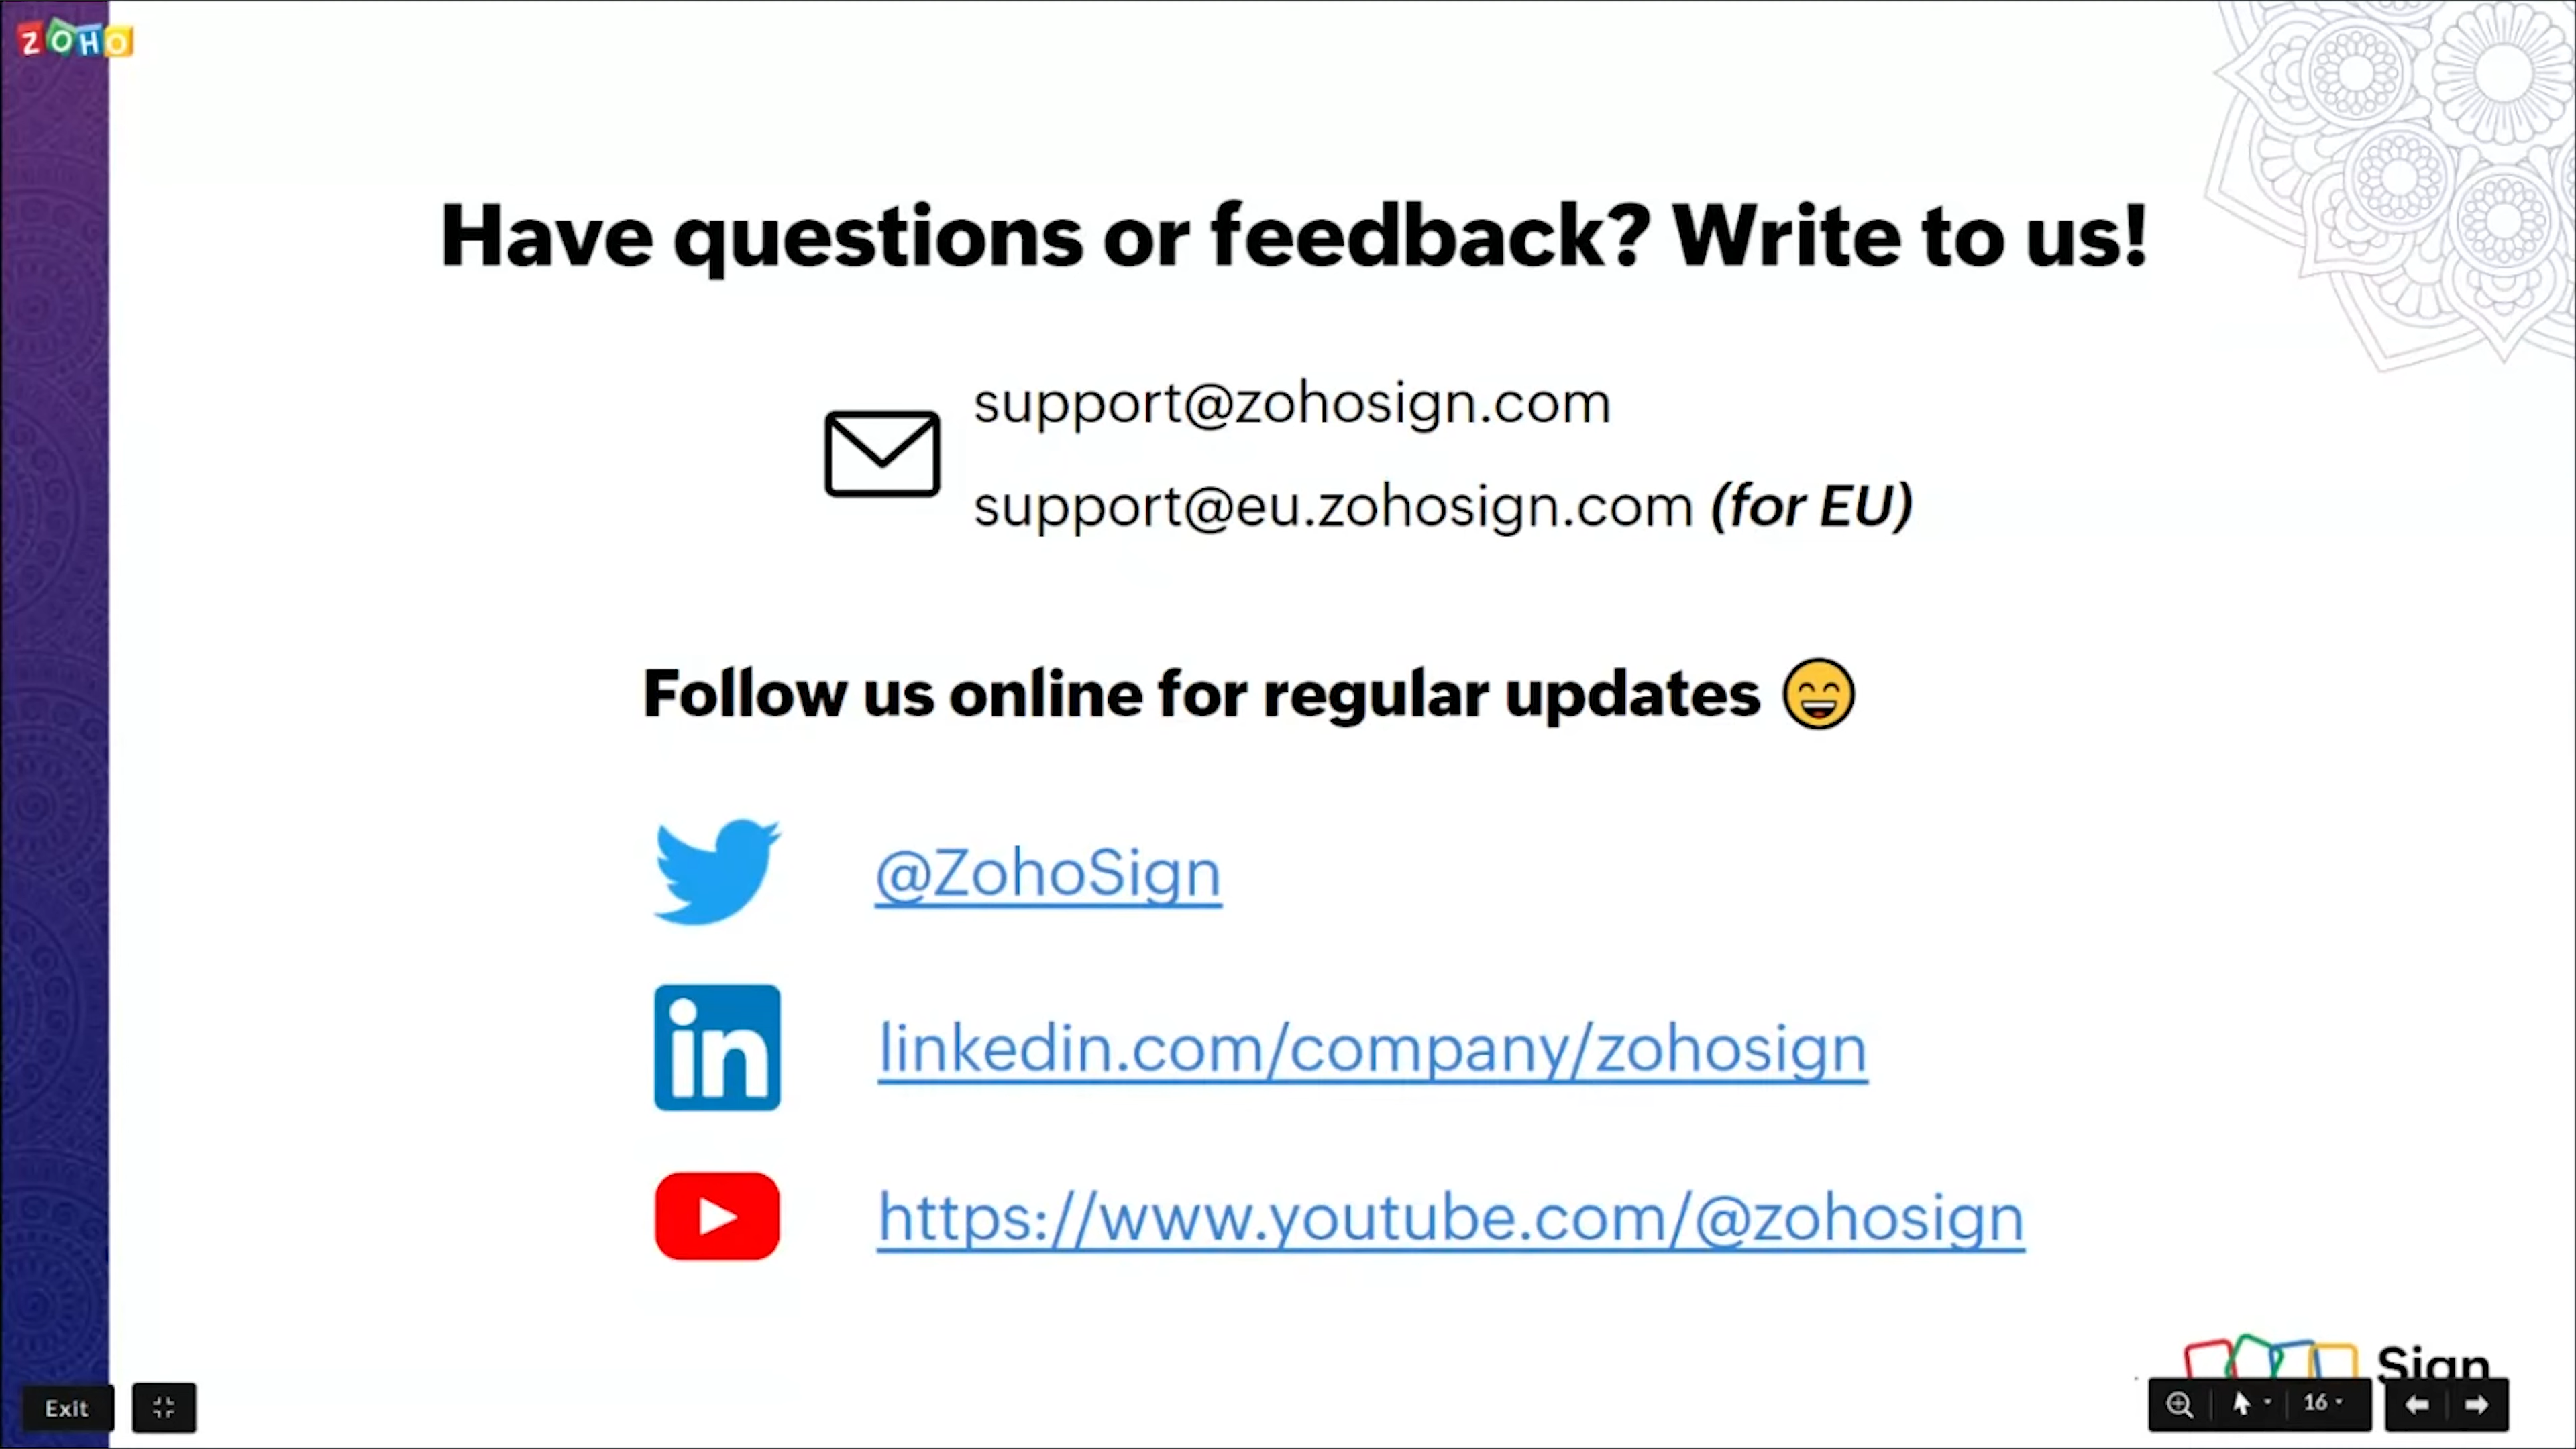 ZOHO
Have questions or feedback? Write to us!
support@zohosign.com
support@eu.zohosign.com (for EU)
Follow us online for regular updates
@ZohoSign
in
linkedin.com/company/zohosign
https://www.youtube.com/@zohosign
Sign
Exit
16